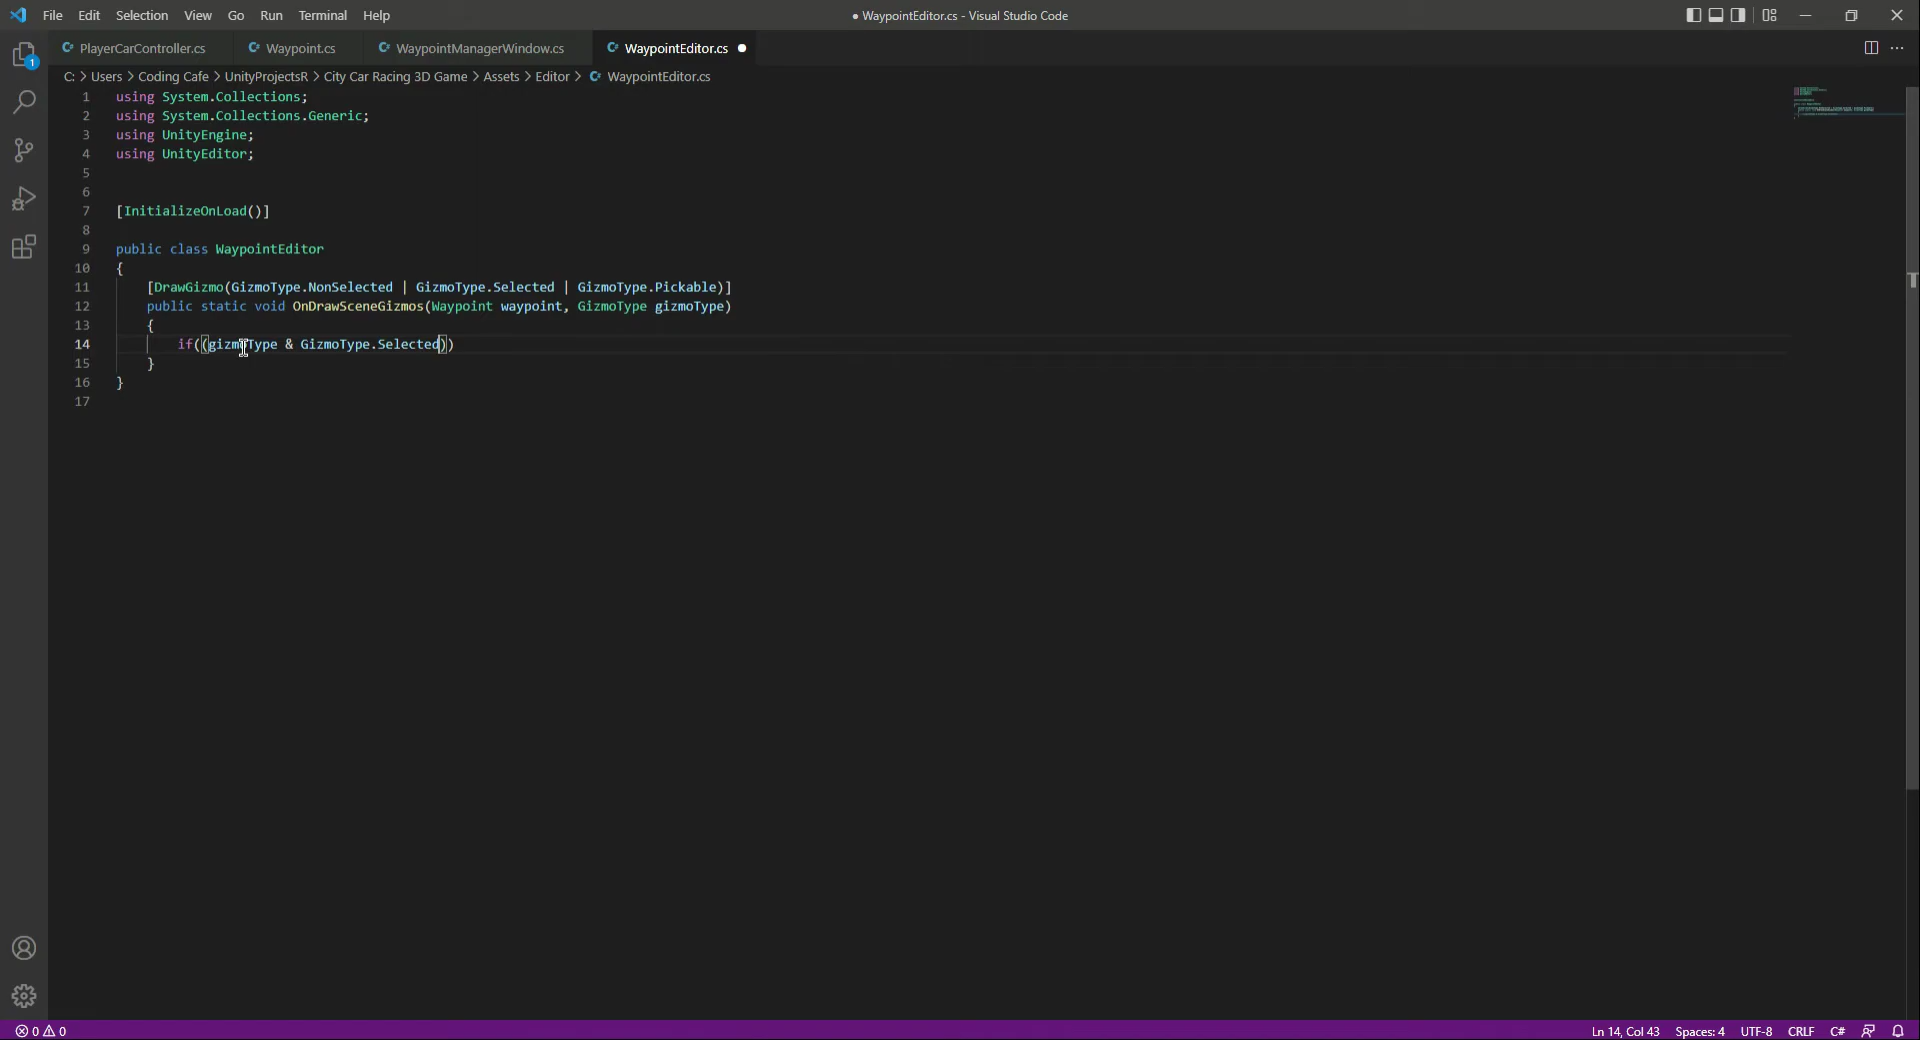 File Edit Selection View Go Run Terminal Help
● WaypointEditor.cs - Visual Studio Code
PlayerCarController.cs Waypoint.cs WaypointManagerWindow.cs WaypointEditor.cs ●
C: > Users > Coding Cafe > UnityProjectsR > City Car Racing 3D Game > Assets > Editor > WaypointEditor.cs
1 using System.Collections;
2 using System.Collections.Generic;
3 using UnityEngine;
4 using UnityEditor;
5
6
7 [InitializeOnLoad()]
8
9 public class WaypointEditor
10 {
11 [DrawGizmo(GizmoType.NonSelected | GizmoType.Selected | GizmoType.Pickable)]
12 public static void OnDrawSceneGizmos(Waypoint waypoint, GizmoType gizmoType)
13 {
14 if((gizmoType & GizmoType.Selected))
15 }
16 }
17
1
0 0 Ln 14, Col 43 Spaces: 4 UTF-8 CRLF C#